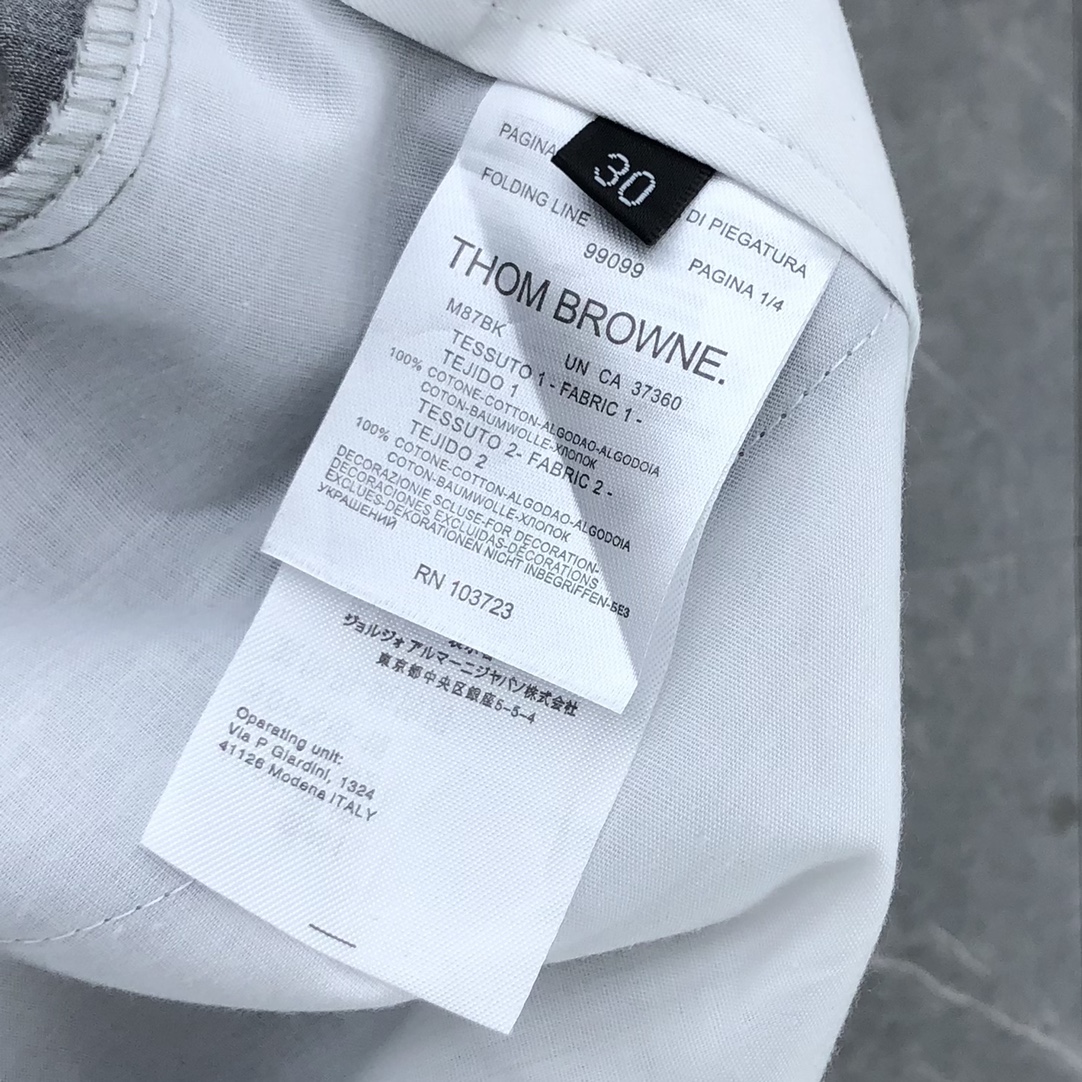 PAGINA
30
DI PIEGATURA
FOLDING LINE
99099
PAGINA 1/4
THOM BROWNE.
M87BK
UN CA 37360
TESSUTO 1 - FABRIC 1 -
TEJIDO 1
100% COTONE-COTTON-ALGODAO-ALGODOIA
COTON-BAUMWOLLE-ХЛОПОК
TESSUTO 2- FABRIC 2 -
TEJIDO 2
100% COTONE-COTTON-ALGODAO-ALGODOIA
COTON-BAUMWOLLE-ХЛОПОК
DECORAZIONE SCLUSE-FOR DECORATION-
DECORACIONES EXCLUIDAS-DÉCORATIONS
EXCLUES-DEKORATIONEN NICHT INBEGRIFFEN-БЕЗ
УКРАШЕНИЙ
RN 103723
ジョルジォ アルマーニジャパン株式会社
東京都中央区銀座5-5-4
Oparating unit:
Via P Giardini, 1324
41126 Modena ITALY